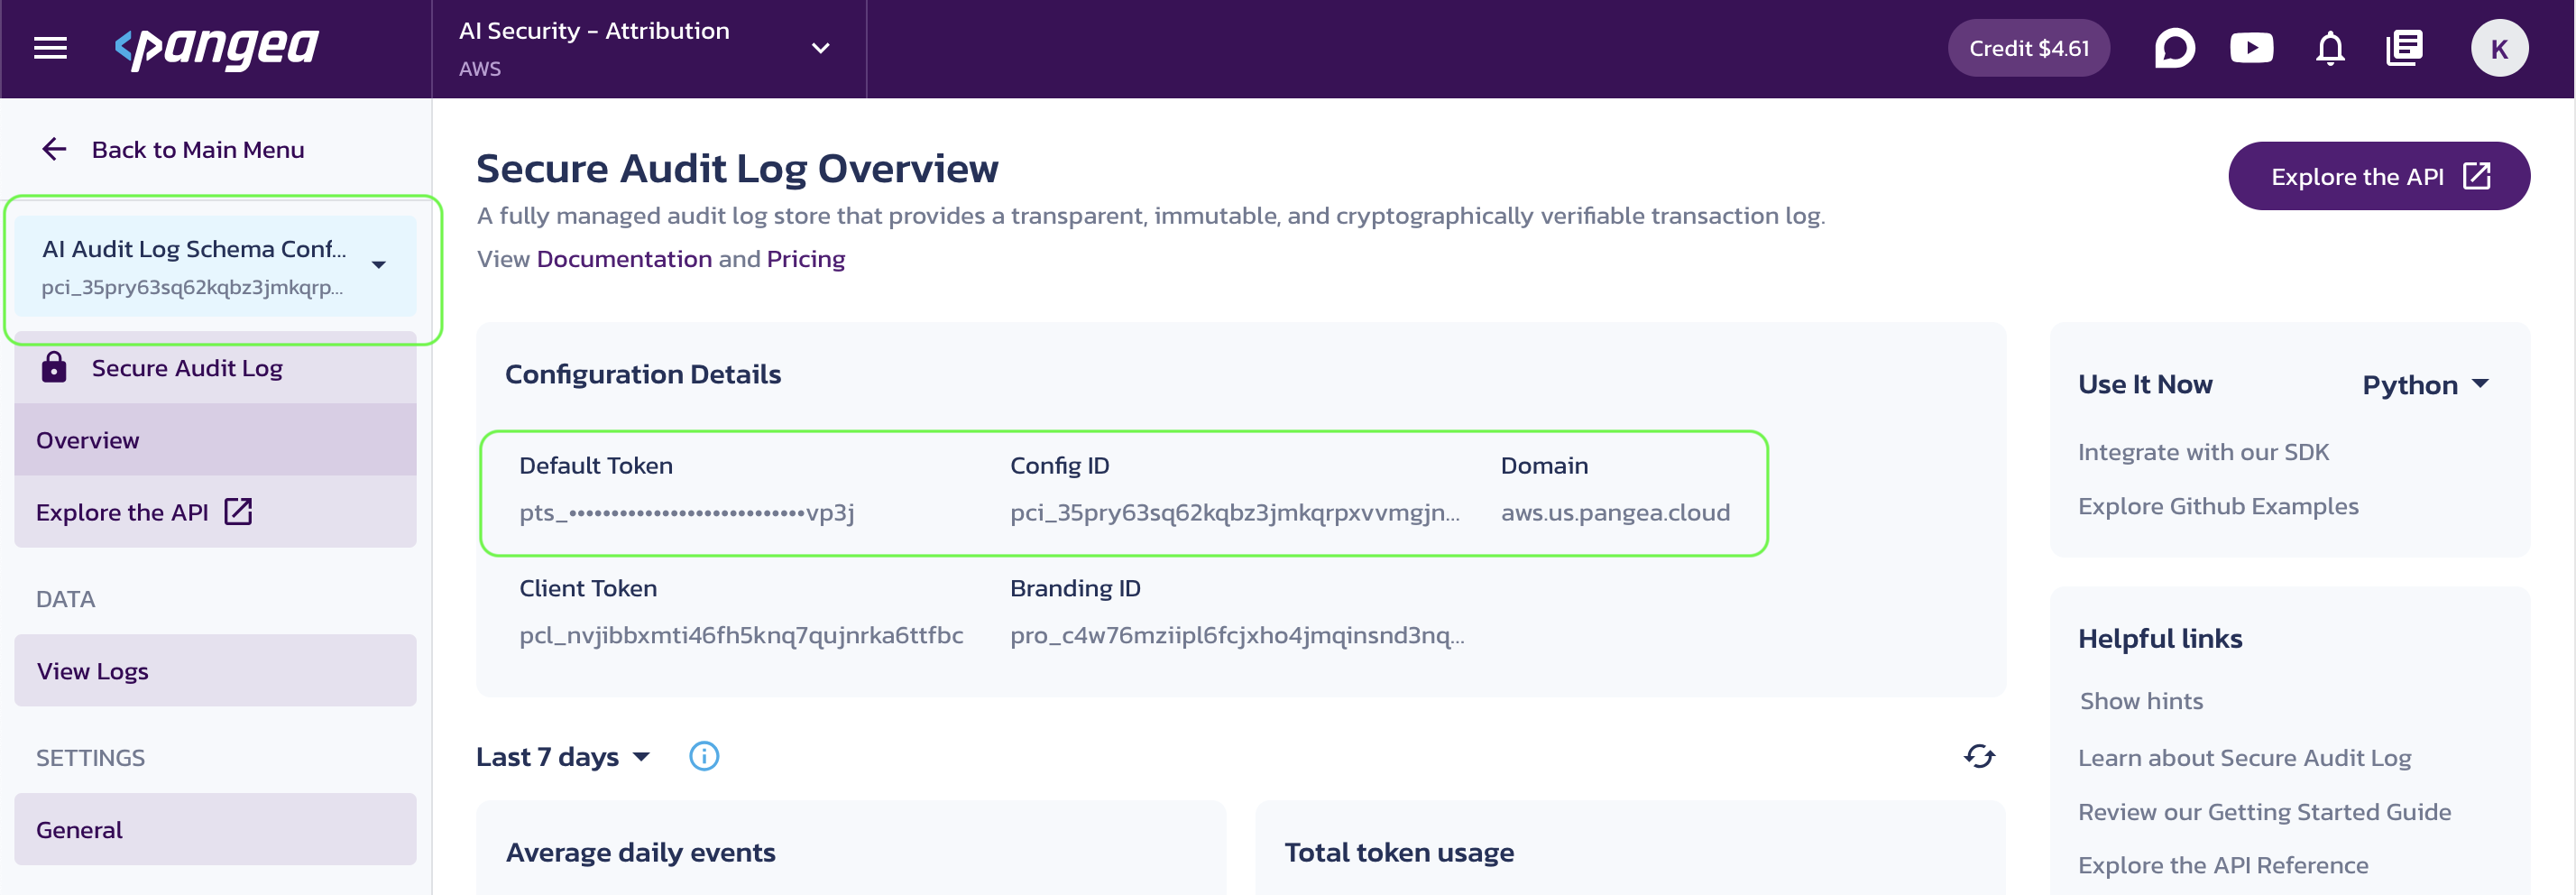 pangea
AI Security - Attribution
AWS
Credit $4.61
K
Back to Main Menu
AI Audit Log Schema Conf...
pci_35pry63sq62kqbz3jmkqrp...
Secure Audit Log
Overview
Explore the API
DATA
View Logs
SETTINGS
General
Secure Audit Log Overview
A fully managed audit log store that provides a transparent, immutable, and cryptographically verifiable transaction log.
View Documentation and Pricing
Explore the API
Configuration Details
Default Token
pts_••••••••••••••••••••••••••••vp3j
Config ID
pci_35pry63sq62kqbz3jmkqrpxvvmgjn...
Domain
aws.us.pangea.cloud
Client Token
pcl_nvjibbxmti46fh5knq7qujnrka6ttfbc
Branding ID
pro_c4w76mziipl6fcjxho4jmqinsnd3nq...
Last 7 days
Average daily events
Total token usage
Use It Now
Python
Integrate with our SDK
Explore Github Examples
Helpful links
Show hints
Learn about Secure Audit Log
Review our Getting Started Guide
Explore the API Reference